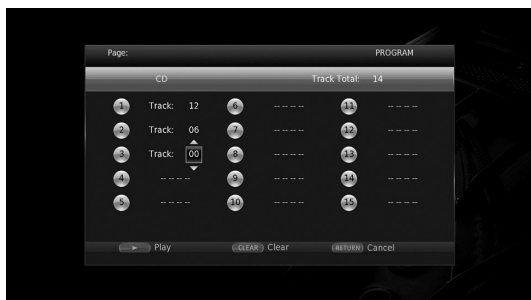 Page: PROGRAM
CD Track Total: 14
1 Track: 12 6 ---- 11 ----
2 Track: 06 7 ---- 12 ----
3 Track: 00 8 ---- 13 ----
4 ---- 9 ---- 14 ----
5 ---- 10 ---- 15 ----
Play CLEAR Clear RETURN Cancel